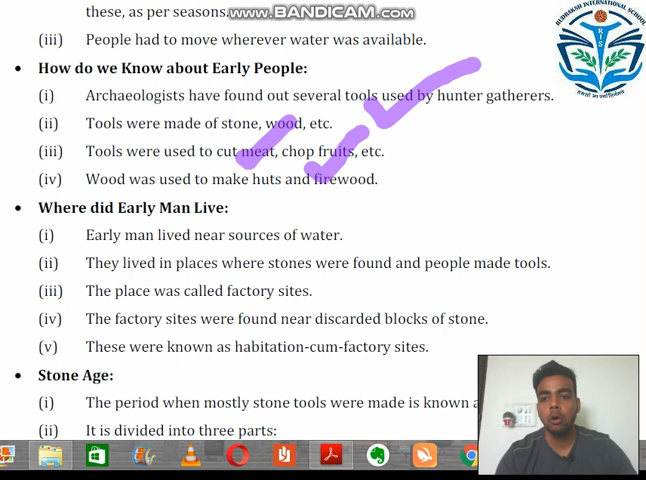 these, as per seasons.
WWW.BANDICAM.COM
RUDRAKSH INTERNATIONAL SCHOOL
RIS
(iii) People had to move wherever water was available.
• How do we Know about Early People:
(i) Archaeologists have found out several tools used by hunter gatherers.
(ii) Tools were made of stone, wood, etc.
(iii) Tools were used to cut meat, chop fruits, etc.
(iv) Wood was used to make huts and firewood.
• Where did Early Man Live:
(i) Early man lived near sources of water.
(ii) They lived in places where stones were found and people made tools.
(iii) The place was called factory sites.
(iv) The factory sites were found near discarded blocks of stone.
(v) These were known as habitation-cum-factory sites.
• Stone Age:
(i) The period when mostly stone tools were made is known
(ii) It is divided into three parts: